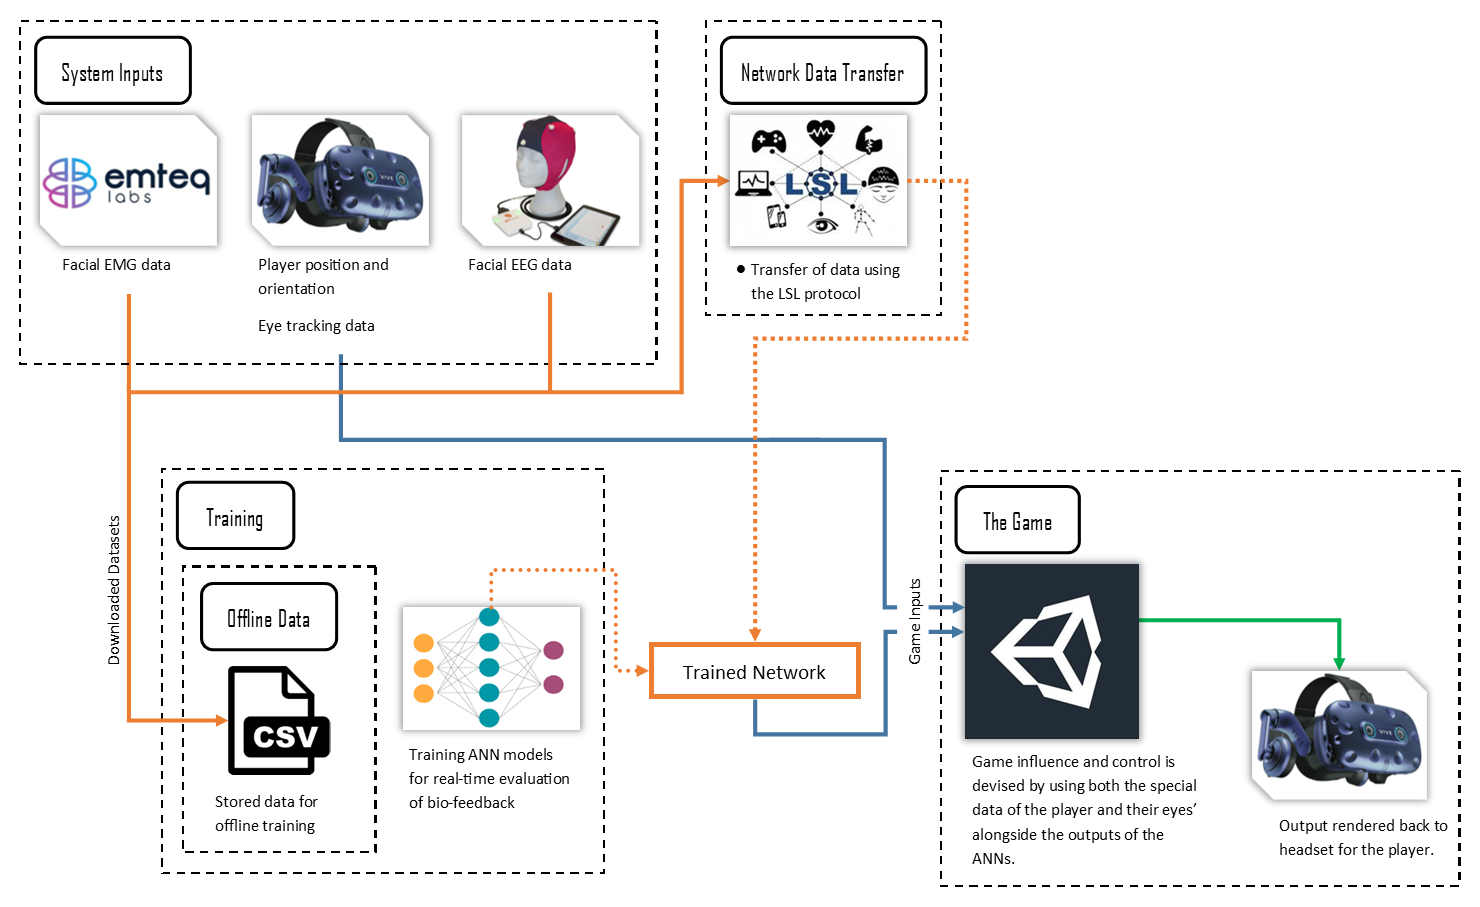 System Inputs
emteq
labs
VIVE
Facial EMG data
Player position and
orientation
Eye tracking data
Facial EEG data
Network Data Transfer
LSL
● Transfer of data using
the LSL protocol
Downloaded Datasets
Training
Offline Data
CSV
Stored data for
offline training
Training ANN models
for real-time evaluation
of bio-feedback
Trained Network
Game Inputs
The Game
Game influence and control is
devised by using both the special
data of the player and their eyes’
alongside the outputs of the
ANNs.
VIVE
Output rendered back to
headset for the player.